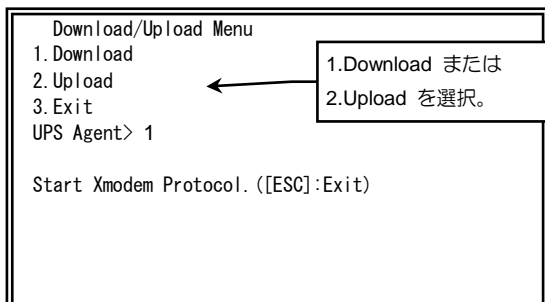 Download/Upload Menu
1.Download
2.Upload
3.Exit
UPS Agent> 1
Start Xmodem Protocol.([ESC]:Exit)
1.Download または
2.Upload を選択。